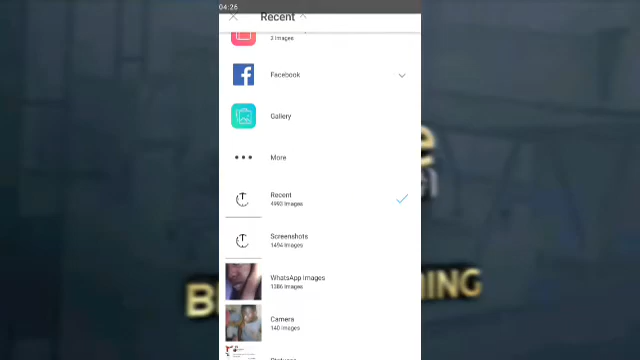 04:26
Recent
2 Images
Facebook
Gallery
More
Recent
4993 Images
Screenshots
1494 Images
WhatsApp Images
1386 Images
Camera
140 Images